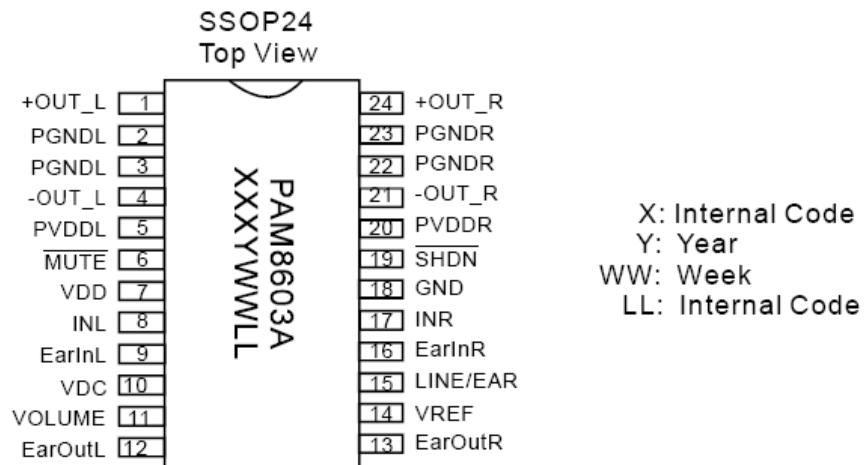 SSOP24
Top View
+OUT_L 1
PGNDL 2
PGNDL 3
-OUT_L 4
PVDDL 5
MUTE 6
VDD 7
INL 8
EarInL 9
VDC 10
VOLUME 11
EarOutL 12
PAM8603A
XXXYWWLL
24 +OUT_R
23 PGNDR
22 PGNDR
21 -OUT_R
20 PVDDR
19 SHDN
18 GND
17 INR
16 EarInR
15 LINE/EAR
14 VREF
13 EarOutR
X: Internal Code
Y: Year
WW: Week
LL: Internal Code